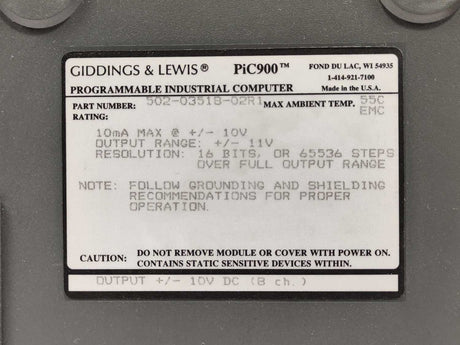 GIDDINGS & LEWIS® PiC900™ FOND DU LAC, WI 54935
1-414-921-7100
PROGRAMMABLE INDUSTRIAL COMPUTER Made in the U.S.A.
PART NUMBER: 502-03518-02R1 MAX AMBIENT TEMP. 55C
RATING: EMC
10mA MAX @ +/- 10V
OUTPUT RANGE: +/- 11V
RESOLUTION: 16 BITS, OR 65536 STEPS
OVER FULL OUTPUT RANGE
NOTE: FOLLOW GROUNDING AND SHIELDING
RECOMMENDATIONS FOR PROPER
OPERATION.
CAUTION: DO NOT REMOVE MODULE OR COVER WITH POWER ON.
CONTAINS STATIC SENSITIVE DEVICES WITHIN.
OUTPUT +/- 10V DC (8 ch.)